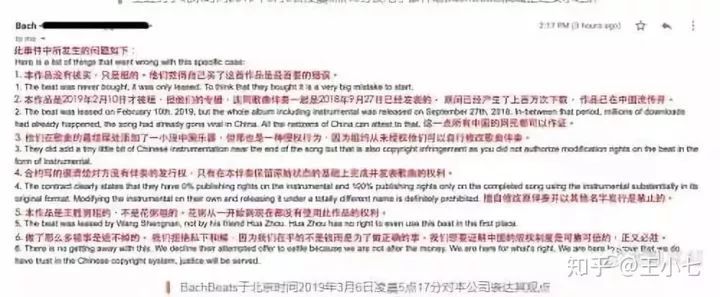 Bach
2:17 PM (3 hours ago)
to me
此事件中所发生的问题如下：
Here is a list of things that went wrong with this specific case:
1. 本作品没有被买，只是租的。他们觉得自己买了这首作品是最首要的错误。
1. The beat was never bought, it was only leased. To think that they bought it is a very big mistake to start.
2. 本作品是2019年2月10日才被租，但他们的专辑，连同歌曲伴奏一起是2018年9月27日已经发表的。期间已经产生了上百万次下载，作品已在中国流传开。
2. The beat was leased on February 10th, 2019, but the whole album including instrumental was released on September 27th, 2018. In-between that period, millions of downloads
had already happened, the song had already gone viral in China. All the netizens of China can attest to that. 这一点所有中国的网民都可以作证。
3. 他们在歌曲的幕结尾处添加了一小段中国乐器，但那也是一种侵权行为，因为租约从未授权他们可以自行修改歌曲伴奏。
3. They did add a tiny little bit of Chinese instrumentation near the end of the song but that is also copyright infringement as you did not authorize modification rights on the beat in the
form of Instrumental.
4. 合约写的很清楚对方没有伴奏的发行权，只有在本伴奏保留原始状态的基础上完成并发表歌曲的权利。
4. The contract clearly states that they have 0% publishing rights on the instrumental and 100% publishing rights only on the completed song using the instrumental substantially in its
original format. Modifying the instrumental on their own and releasing it under a totally different name is definitely prohibited. 擅自修改原伴奏并以其他名字发行是禁止的。
5. 本作品是王胜男租的，不是花粥租的。花粥从一开始到现在都没有使用此作品的权利。
5. The beat was leased by Wang Shengnan, not by his friend Hua Zhou. Hua Zhou has no right to even use this beat in the first place.
6. 做了那么多错事是逃不掉的。我们拒绝私下和解，因为我们在乎的不是钱而是为了做正确的事。我们想要证明中国的版权制度是可靠可信的，正义必胜。
6. There is no getting away with this. We decline their attempted offer to settle because we are not after the money. We are here for what's right. We are here to prove that we do
have trust in the Chinese copyright system, justice will be served.
知乎 @王小七
BachBeats于北京时间2019年3月6日凌晨5点17分对本公司表达其观点